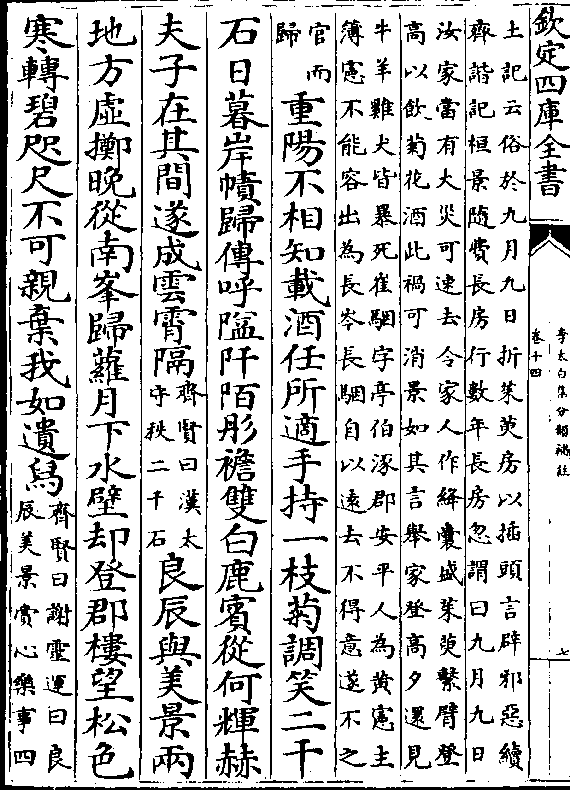 欽定四庫全書
李太白集分類補註
卷十四
七
土記云俗於九月九日折茱萸房以插頭言辟邪惡續
齊諧記桓景隨費長房行數年長房忽謂曰九月九日
汝家當有大災可速去令家人作絳囊盛茱萸繫臂登
高以飲菊花酒此禍可消景如其言舉家登高夕還見
牛羊雞犬皆暴死崔駰字亭伯涿郡安平人為黄憲主
簿憲不能容出為長岑長駰自以遠去不得意遂不之
官而
歸
重陽不相知載酒任所適手持一枝菊調笑二千
石日暮岸幘歸傳呼隘阡陌彤襜雙白鹿賓從何輝赫
夫子在其間遂成雲霄隔
齊賢曰漢太
守秩二千石
良辰與美景兩
地方虛擲晚從南峯歸蘿月下水壁却登郡樓望松色
寒轉碧咫尺不可親棄我如遺舄
齊賢曰謝靈運曰良
辰美景賞心樂事四